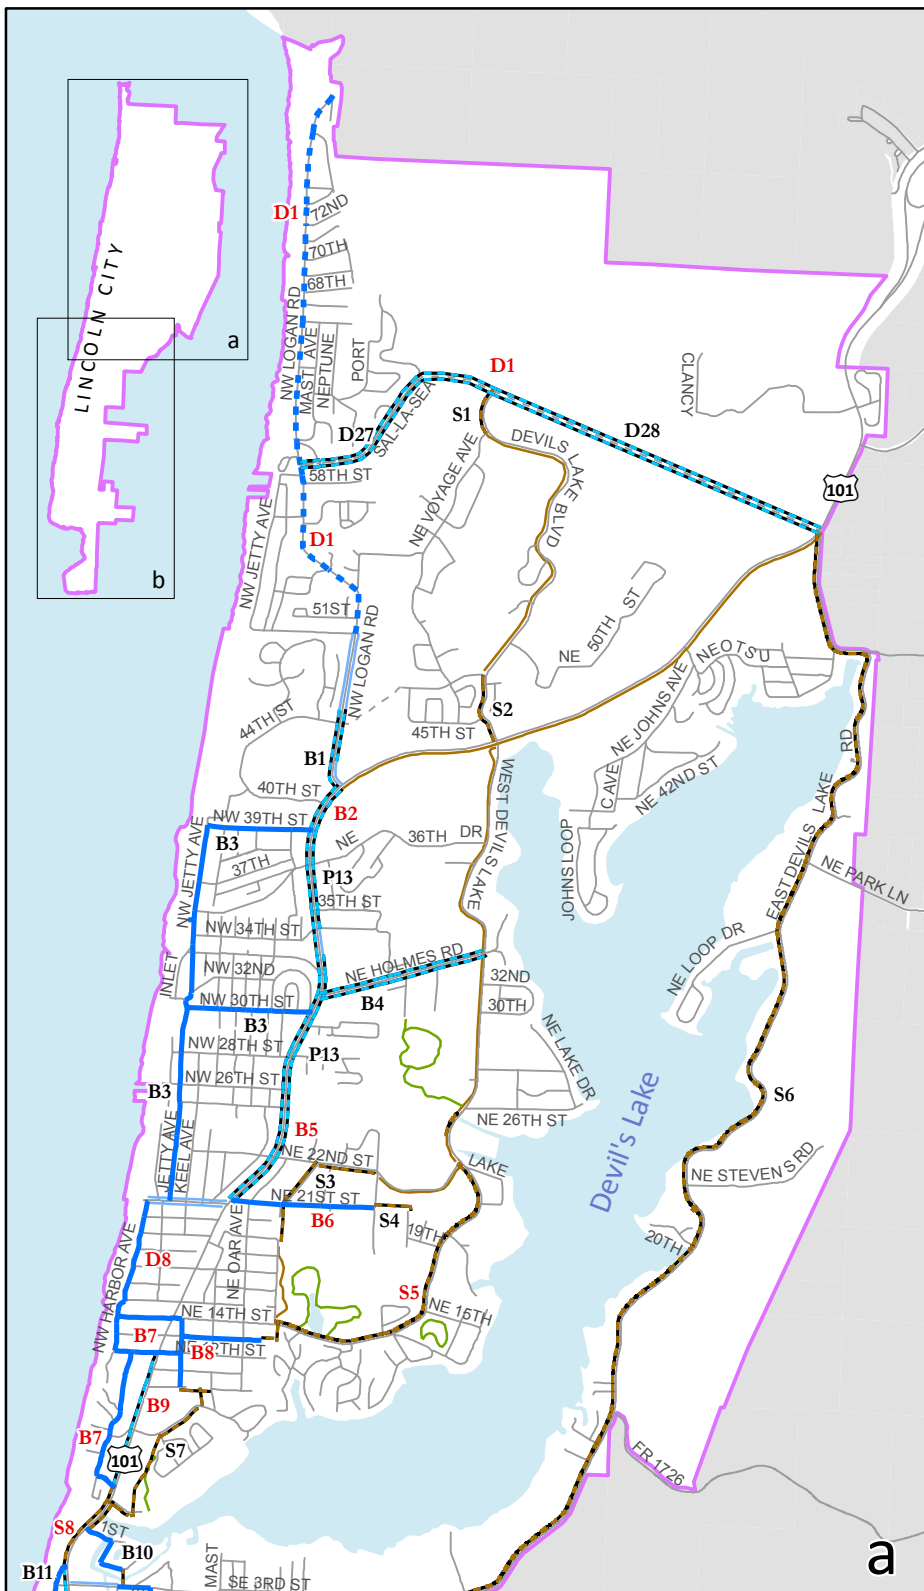 D1
72ND
70TH
68TH
LINCOLN CITY
a
b
NW LOGAN RD
MAST AVE
NEPTUNE
PORT
D1
CLANCY
SAL-LA-SEA
S1
D27
D28
DEVILS LAKE BLVD
58TH ST
NE VOYAGE AVE
101
NW JETTY AVE
D1
51ST
NE 50TH ST
NW LOGAN RD
NEOTSU
44TH ST
S2
45TH ST
NE JOHNS AVE
B1
40TH ST
B2
C AVE
NE 42ND ST
WEST DEVILS LAKE
EAST DEVILS LAKE RD
NW 39TH ST
B3
NE 36TH DR
37TH
P13
NW JETTY AVE
JOHNS LOOP
NE PARK LN
35TH ST
NW 34TH ST
NE LOOP DR
NW 32ND
INLET
NE HOLMES RD
32ND
NW 30TH ST
B4
30TH
B3
NW 28TH ST
P13
NE LAKE DR
NW 26TH ST
B3
S6
NE 26TH ST
Devil's Lake
B5
JETTY AVE
KEEL AVE
NE 22ND ST
LAKE
NE STEVENS RD
S3
NE 21ST ST
B6
S4
19TH
20TH
NW HARBOR AVE
D8
NE OAR AVE
S5
NE 14TH ST
NE 15TH
B7
B8
NE 12TH ST
B9
B7
S7
101
FR 1726
S8
1ST
B10
B11
MAST
SE 3RD ST
a